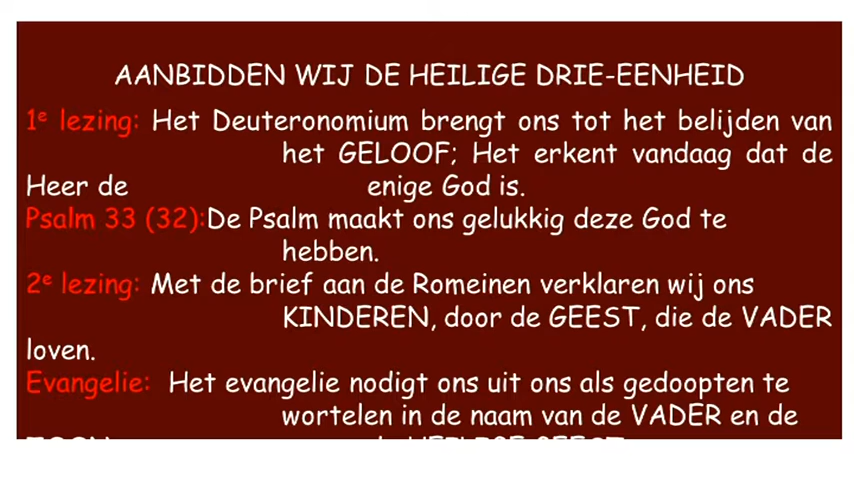 AANBIDDEN WIJ DE HEILIGE DRIE-EENHEID
1e lezing: Het Deuteronomium brengt ons tot het belijden van
het GELOOF; Het erkent vandaag dat de
Heer de enige God is.
Psalm 33 (32):De Psalm maakt ons gelukkig deze God te
hebben.
2e lezing: Met de brief aan de Romeinen verklaren wij ons
KINDEREN, door de GEEST, die de VADER
loven.
Evangelie: Het evangelie nodigt ons uit ons als gedoopten te
wortelen in de naam van de VADER en de